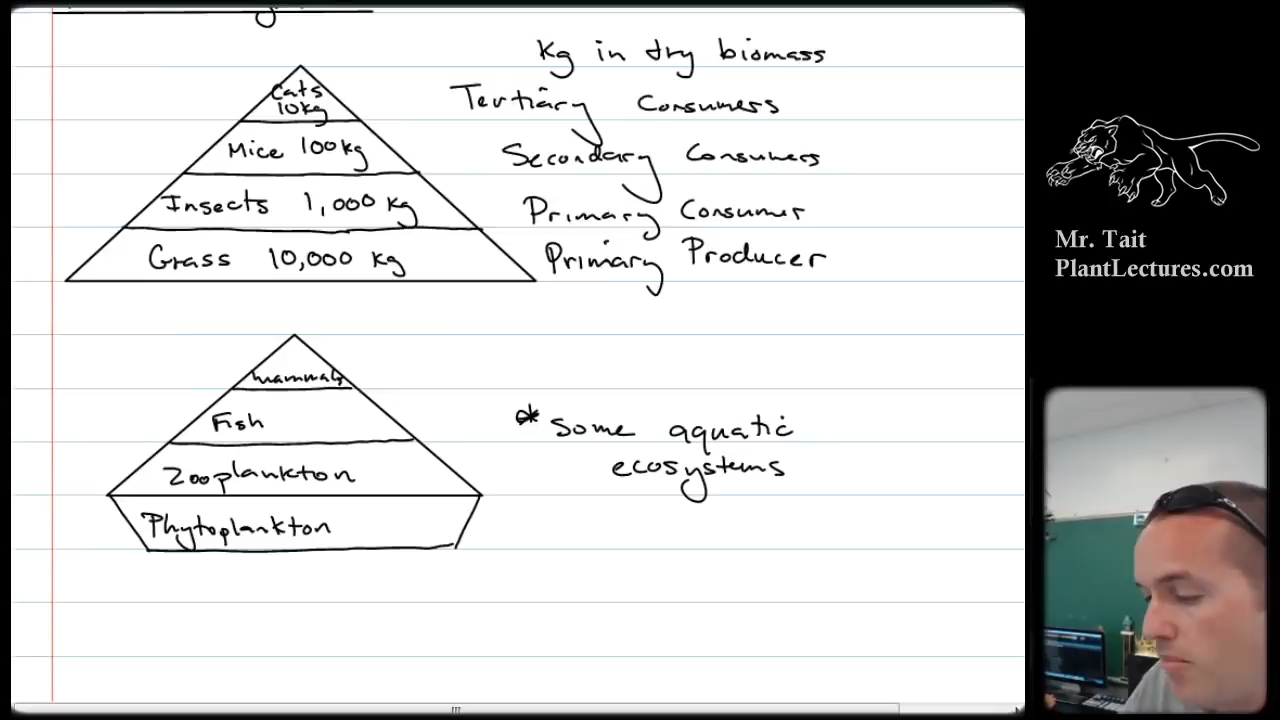 Kg in dry biomass
Cats
10kg
Tertiary Consumers
Mice 100kg
Secondary Consumers
Insects 1,000 kg
Primary Consumer
Grass 10,000 kg
Primary Producer
mammals
Fish
* some aquatic
ecosystems
Zooplankton
Phytoplankton
Mr. Tait
PlantLectures.com